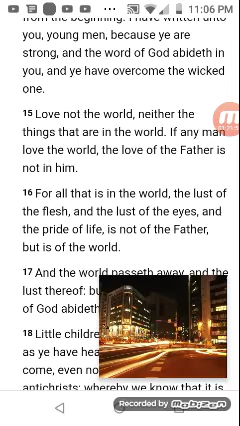 11:06 PM
from the beginning. I have written unto
you, young men, because ye are
strong, and the word of God abideth in
you, and ye have overcome the wicked
one.
15 Love not the world, neither the
things that are in the world. If any man
love the world, the love of the Father is
not in him.
16 For all that is in the world, the lust of
the flesh, and the lust of the eyes, and
the pride of life, is not of the Father,
but is of the world.
17 And the world passeth away, and the
lust thereof: bu
of God abideth
18 Little childre
as ye have hea
come, even no
antichrists; whereby we know that it is
Recorded by mobizen